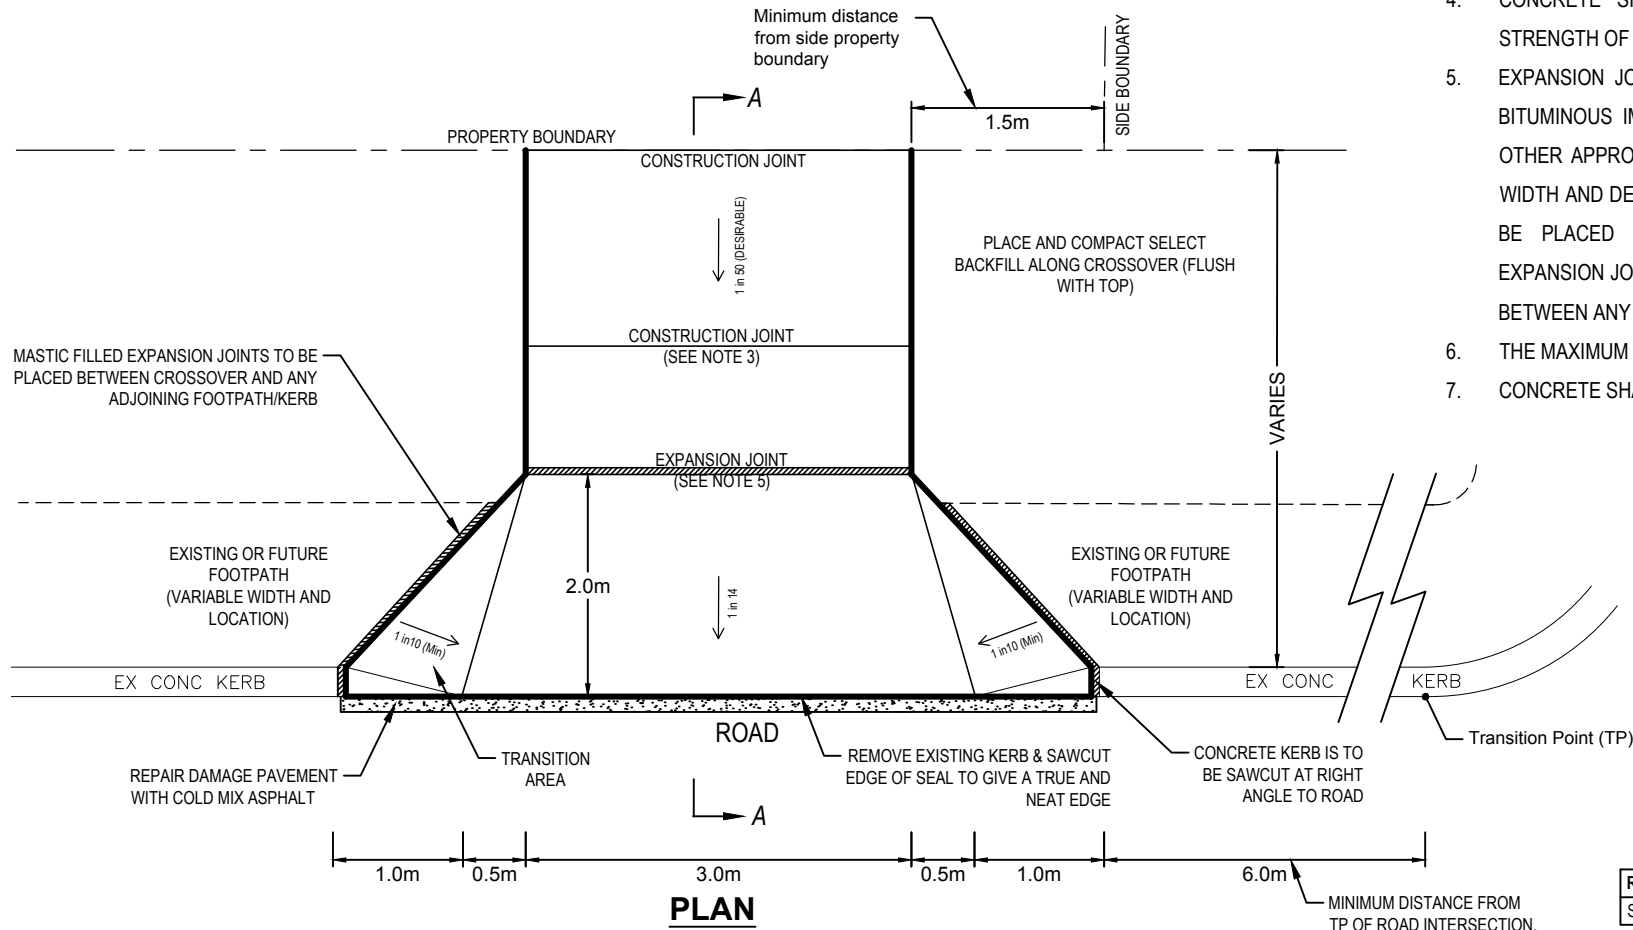 Minimum distance
from side property
boundary
SIDE BOUNDARY
A
1.5m
PROPERTY BOUNDARY
CONSTRUCTION JOINT
1 in 50 (DESIRABLE)
PLACE AND COMPACT SELECT
BACKFILL ALONG CROSSOVER (FLUSH
WITH TOP)
CONSTRUCTION JOINT
(SEE NOTE 3)
MASTIC FILLED EXPANSION JOINTS TO BE
PLACED BETWEEN CROSSOVER AND ANY
ADJOINING FOOTPATH/KERB
VARIES
EXPANSION JOINT
(SEE NOTE 5)
EXISTING OR FUTURE
FOOTPATH
(VARIABLE WIDTH AND
LOCATION)
2.0m
1 in 14
EXISTING OR FUTURE
FOOTPATH
(VARIABLE WIDTH AND
LOCATION)
1 in10 (Min)
1 in10 (Min)
EX CONC KERB
EX CONC KERB
ROAD
Transition Point (TP)
REPAIR DAMAGE PAVEMENT
WITH COLD MIX ASPHALT
TRANSITION
AREA
REMOVE EXISTING KERB & SAWCUT
EDGE OF SEAL TO GIVE A TRUE AND
NEAT EDGE
CONCRETE KERB IS TO
BE SAWCUT AT RIGHT
ANGLE TO ROAD
A
1.0m 0.5m 3.0m 0.5m 1.0m 6.0m
PLAN
MINIMUM DISTANCE FROM
TP OF ROAD INTERSECTION.
4. CONCRETE
STRENGTH OF
5. EXPANSION
BITUMINOUS
OTHER
WIDTH AND
BE PLACED
EXPANSION
BETWEEN ANY
6. THE MAXIMUM
7. CONCRETE